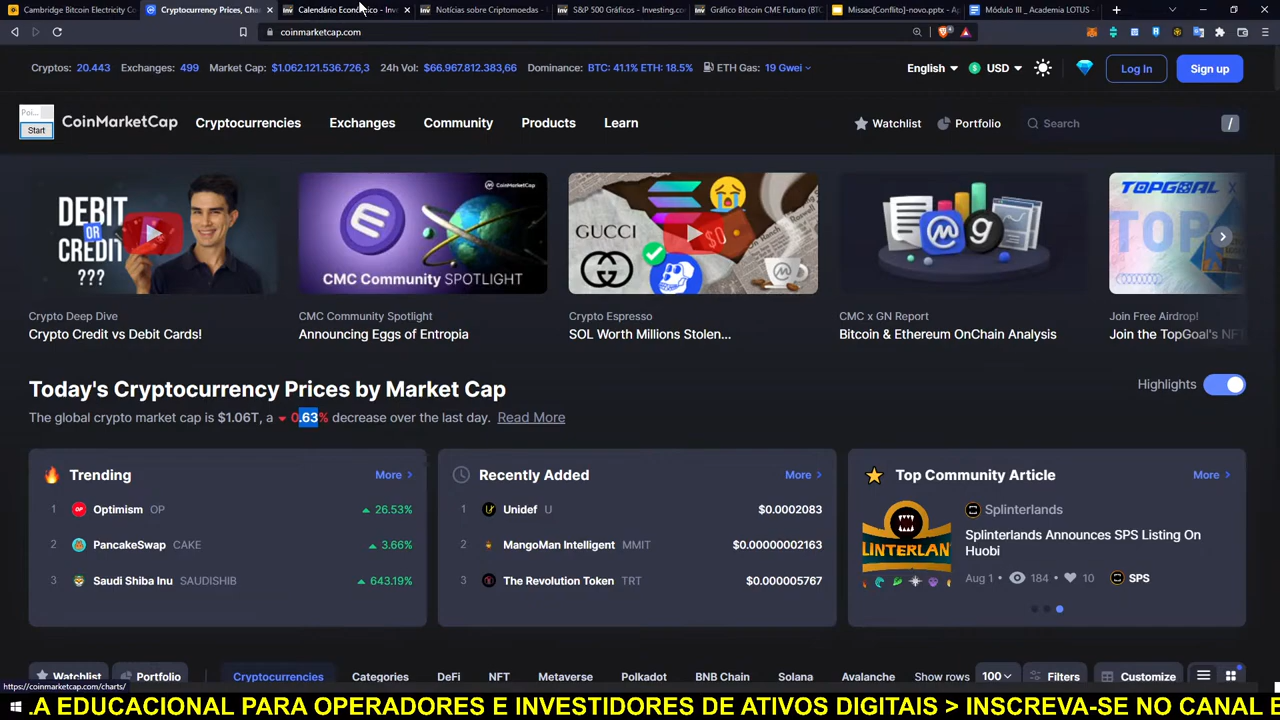 Cambridge Bitcoin Electricity Co
Cryptocurrency Prices, Cha
Calendário Econômico - Inv
Notícias sobre Criptomoedas -
S&P 500 Gráficos - Investing.co
Gráfico Bitcoin CME Futuro (BTC
Missao[Conflito]-novo.pptx - Ap
Módulo III _ Academia LOTUS -
coinmarketcap.com
Cryptos: 20.443 Exchanges: 499 Market Cap: $1.062.121.536.726,3 24h Vol: $66.967.812.383,66 Dominance: BTC: 41.1% ETH: 18.5% ETH Gas: 19 Gwei
English USD Log In Sign up
Poi...
Start
CoinMarketCap Cryptocurrencies Exchanges Community Products Learn
Watchlist Portfolio Search /
DEBIT
OR
CREDIT
???
CoinMarketCap
CMC Community SPOTLIGHT
GUCCI
$0
TOPGOAL
TOP
Crypto Deep Dive
Crypto Credit vs Debit Cards!
CMC Community Spotlight
Announcing Eggs of Entropia
Crypto Espresso
SOL Worth Millions Stolen...
CMC x GN Report
Bitcoin & Ethereum OnChain Analysis
Join Free Airdrop!
Join the TopGoal's NFT
Today's Cryptocurrency Prices by Market Cap
Highlights
The global crypto market cap is $1.06T, a 0.63% decrease over the last day. Read More
Trending More
1 Optimism OP 26.53%
2 PancakeSwap CAKE 3.66%
3 Saudi Shiba Inu SAUDISHIB 643.19%
Recently Added More
1 Unidef U $0.0002083
2 MangoMan Intelligent MMIT $0.00000002163
3 The Revolution Token TRT $0.000005767
Top Community Article More
LINTERLAN
Splinterlands
Splinterlands Announces SPS Listing On
Huobi
Aug 1 184 10 SPS
Watchlist Portfolio Cryptocurrencies Categories DeFi NFT Metaverse Polkadot BNB Chain Solana Avalanche Show rows 100 Filters Customize
https://coinmarketcap.com/charts/
.A EDUCACIONAL PARA OPERADORES E INVESTIDORES DE ATIVOS DIGITAIS > INSCREVA-SE NO CANAL E